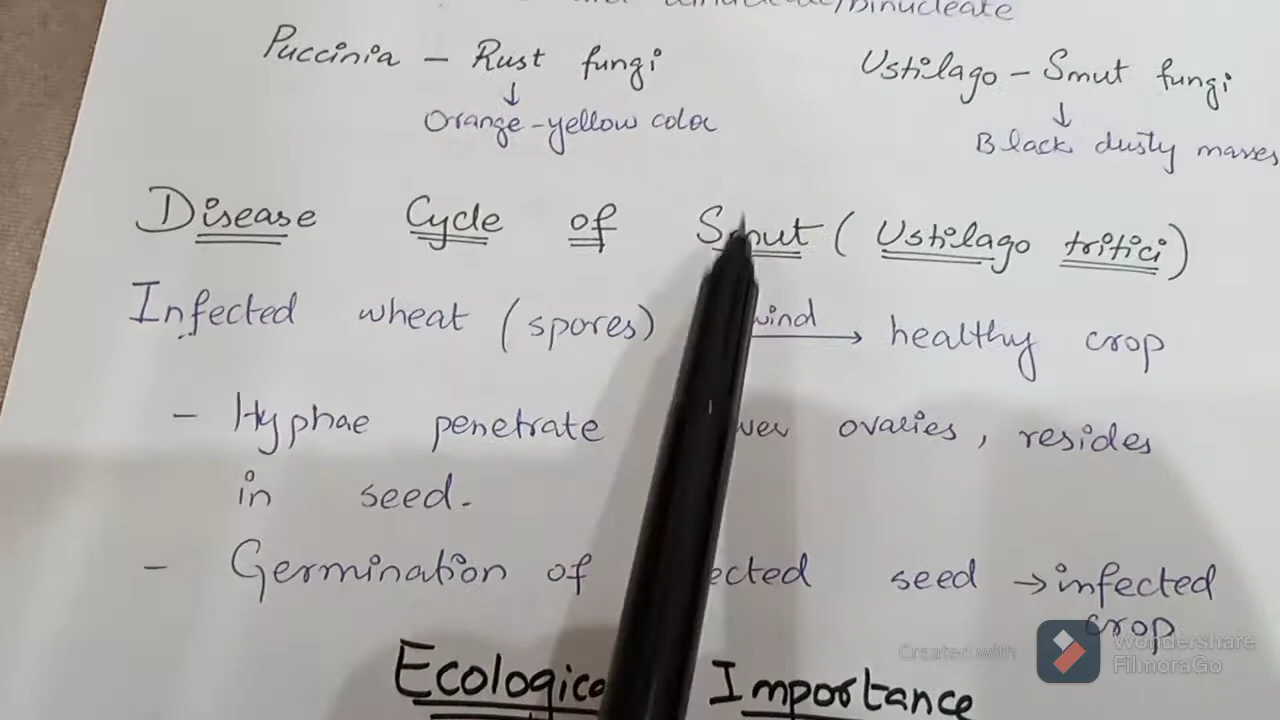 and binucleate
Puccinia - Rust fungi
Ustilago - Smut fungi
↓
Orange-yellow color
↓
Black dusty masses
Disease Cycle of Smut (Ustilago tritici)
Infected wheat (spores) wind → healthy crop
- Hyphae penetrate ovaries, resides
in seed.
- Germination of seed → infected
crop
Importance
Created with
Wondershare
FilmoraGo